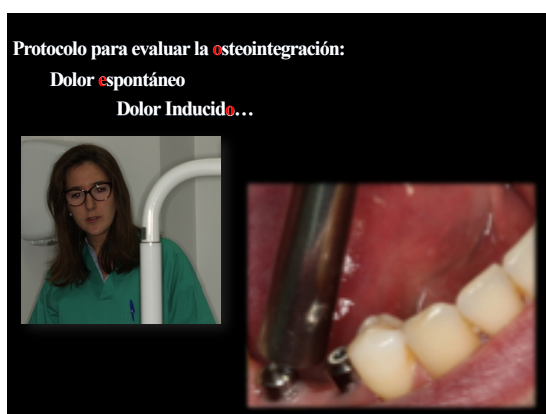 Protocolo para evaluar la osteointegración:
Dolor espontáneo
Dolor Inducido…